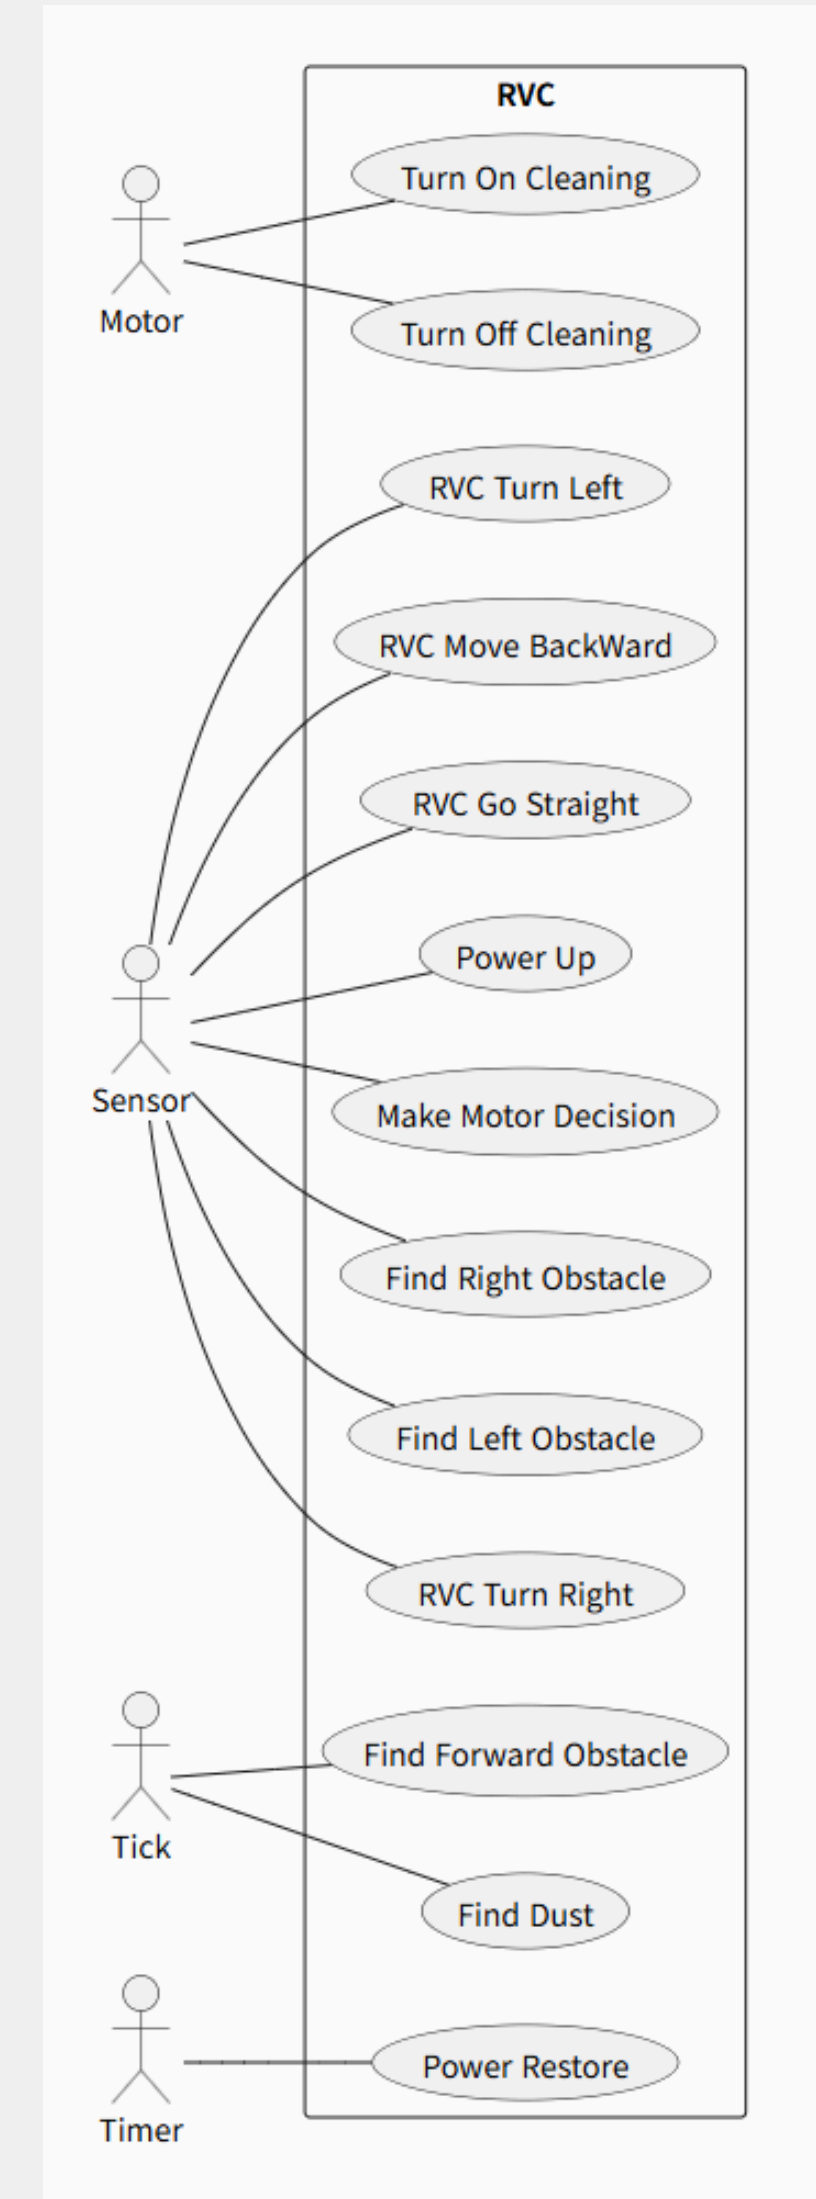 RVC
Turn On Cleaning
Motor
Turn Off Cleaning
RVC Turn Left
RVC Move BackWard
RVC Go Straight
Power Up
Sensor
Make Motor Decision
Find Right Obstacle
Find Left Obstacle
RVC Turn Right
Find Forward Obstacle
Tick
Find Dust
Power Restore
Timer